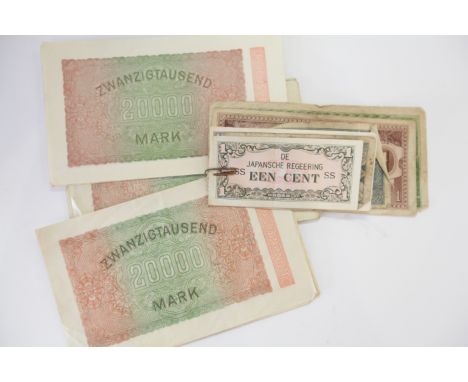 ZWANZIGTAUSEND
20000
MARK
DE
JAPANSCHE REGEERING
SS EEN CENT SS
ZWANZIGTAUSEND
20000
MARK